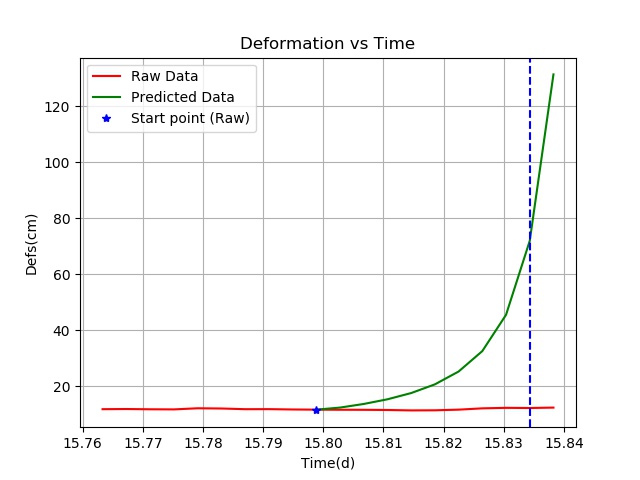 Deformation vs Time
Raw Data
Predicted Data
Start point (Raw)
120
100
80
60
40
20
Defs(cm)
15.76 15.77 15.78 15.79 15.80 15.81 15.82 15.83 15.84
Time(d)